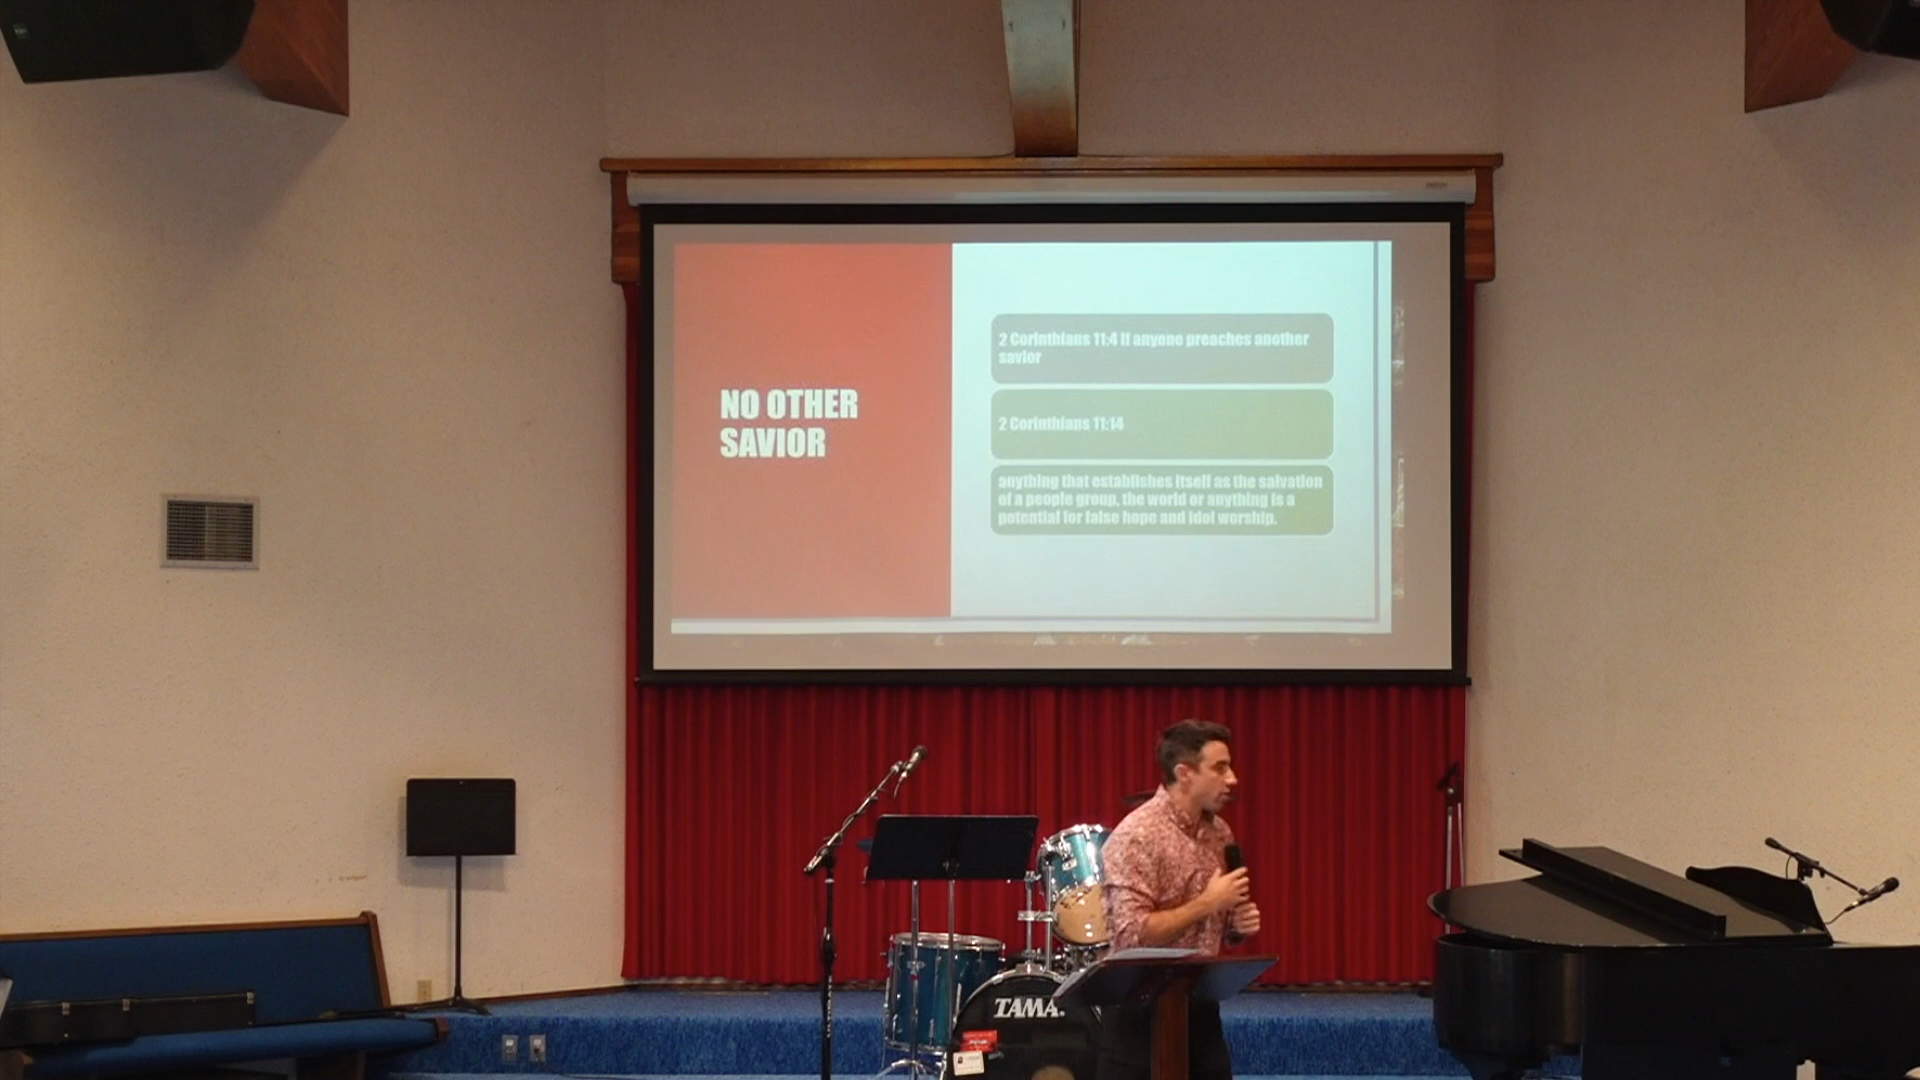 NO OTHER
SAVIOR
2 Corinthians 11:4 if anyone preaches another
savior
2 Corinthians 11:14
anything that establishes itself as the salvation
of a people group, the world or anything is a
potential for false hope and idol worship.
TAMA.